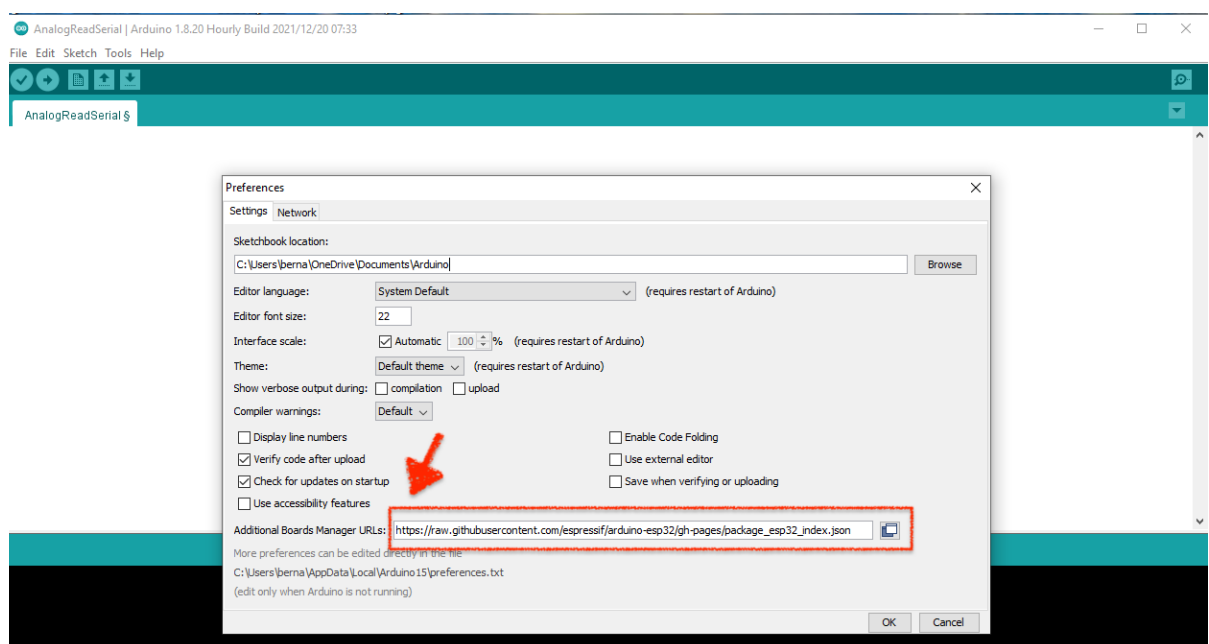 AnalogReadSerial | Arduino 1.8.20 Hourly Build 2021/12/20 07:33
File Edit Sketch Tools Help
AnalogReadSerial §
Preferences
Settings Network
Sketchbook location:
C:\Users\berna\OneDrive\Documents\Arduino
Browse
Editor language: System Default (requires restart of Arduino)
Editor font size: 22
Interface scale: Automatic 100 % (requires restart of Arduino)
Theme: Default theme (requires restart of Arduino)
Show verbose output during: compilation upload
Compiler warnings: Default
Display line numbers Enable Code Folding
Verify code after upload Use external editor
Check for updates on startup Save when verifying or uploading
Use accessibility features
Additional Boards Manager URLs: https://raw.githubusercontent.com/espressif/arduino-esp32/gh-pages/package_esp32_index.json
More preferences can be edited directly in the file
C:\Users\berna\AppData\Local\Arduino15\preferences.txt
(edit only when Arduino is not running)
OK Cancel